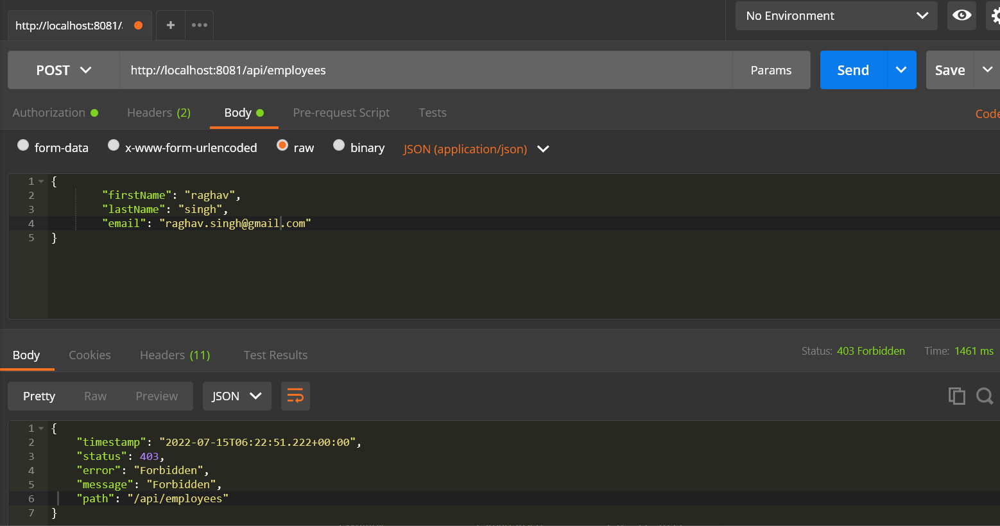 http://localhost:8081/.
+
No Environment
POST
http://localhost:8081/api/employees
Params
Send
Save
Authorization
Headers (2)
Body
Pre-request Script
Tests
Code
form-data
x-www-form-urlencoded
raw
binary
JSON (application/json)
1 {
2 "firstName": "raghav",
3 "lastName": "singh",
4 "email": "raghav.singh@gmail.com"
5 }
Body
Cookies
Headers (11)
Test Results
Status: 403 Forbidden
Time: 1461 ms
Pretty
Raw
Preview
JSON
1 {
2 "timestamp": "2022-07-15T06:22:51.222+00:00",
3 "status": 403,
4 "error": "Forbidden",
5 "message": "Forbidden",
6 "path": "/api/employees"
7 }